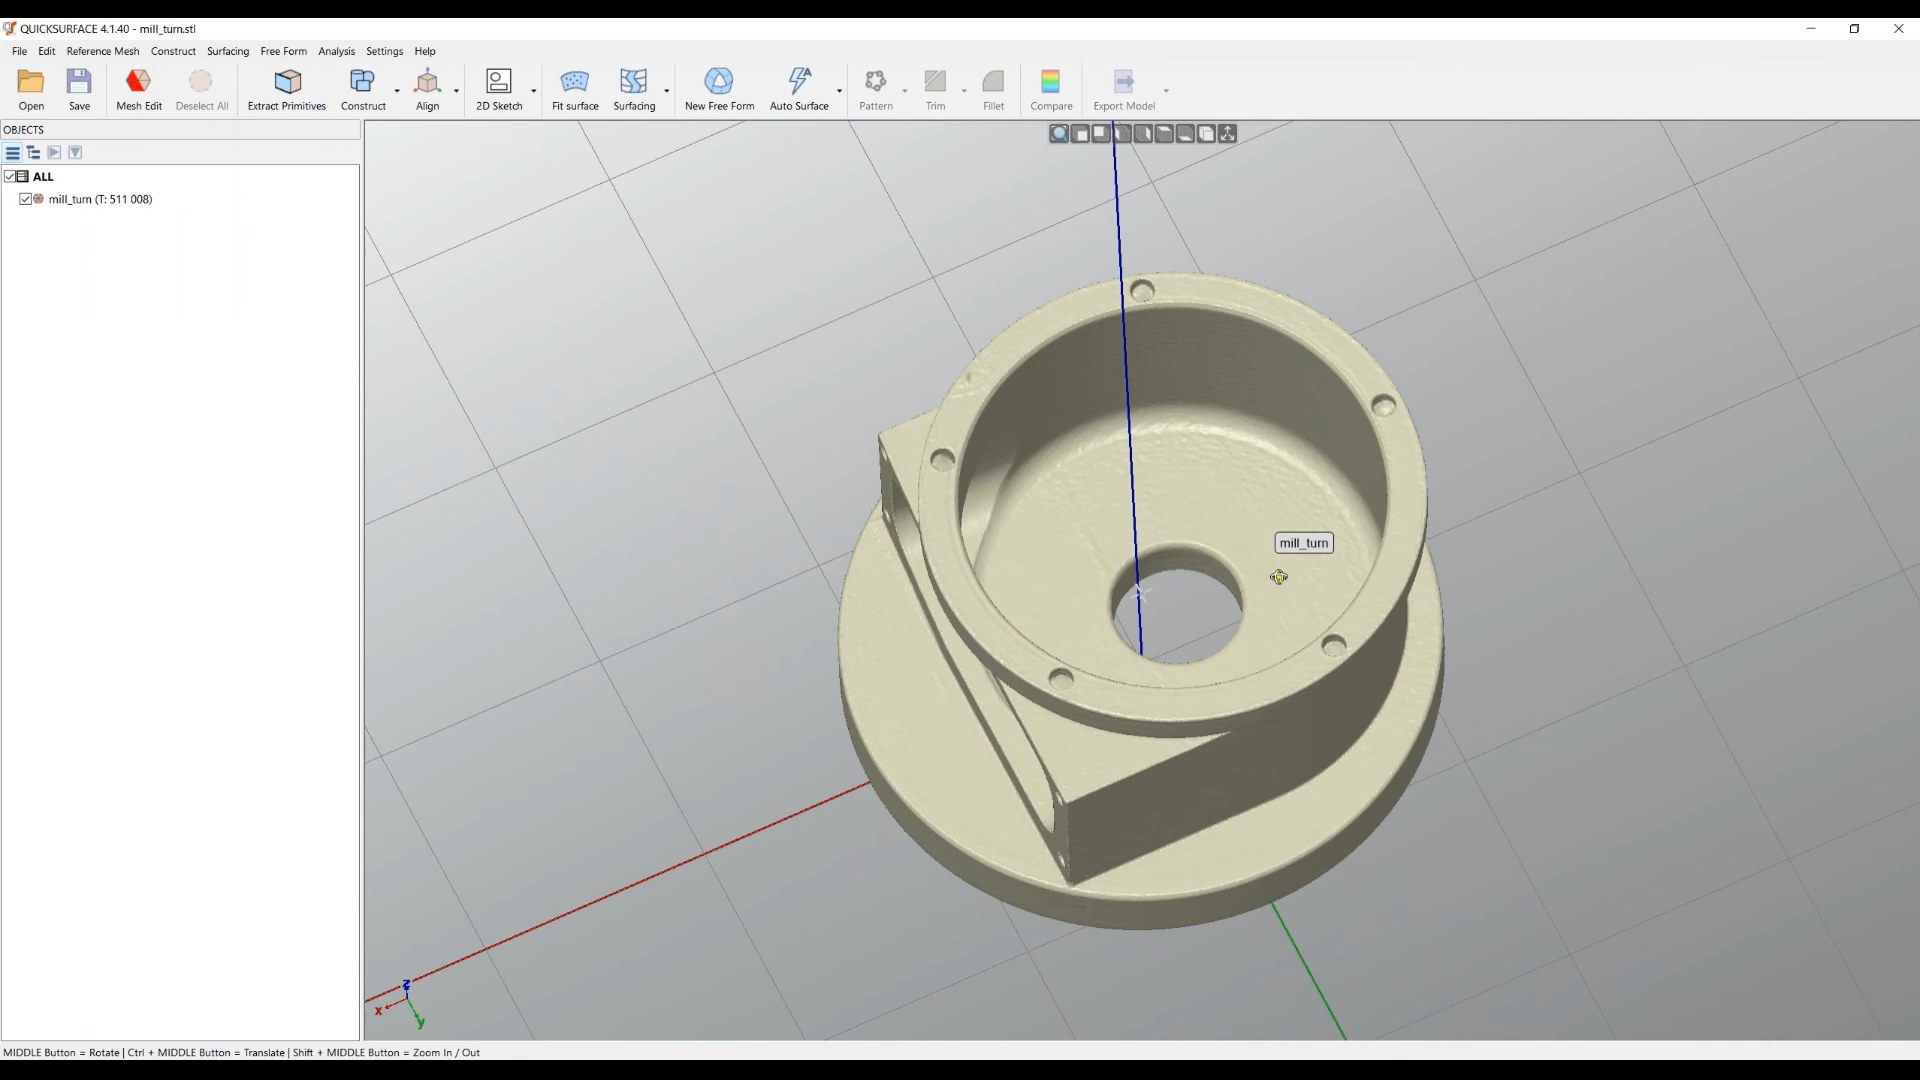 QUICKSURFACE 4.1.40 - mill_turn.stl
File Edit Reference Mesh Construct Surfacing Free Form Analysis Settings Help
Open Save Mesh Edit Deselect All Extract Primitives Construct Align 2D Sketch Fit surface Surfacing New Free Form Auto Surface Pattern Trim Fillet Compare Export Model
OBJECTS
ALL
mill_turn (T: 511 008)
mill_turn
z
x
y
MIDDLE Button = Rotate | Ctrl + MIDDLE Button = Translate | Shift + MIDDLE Button = Zoom In / Out